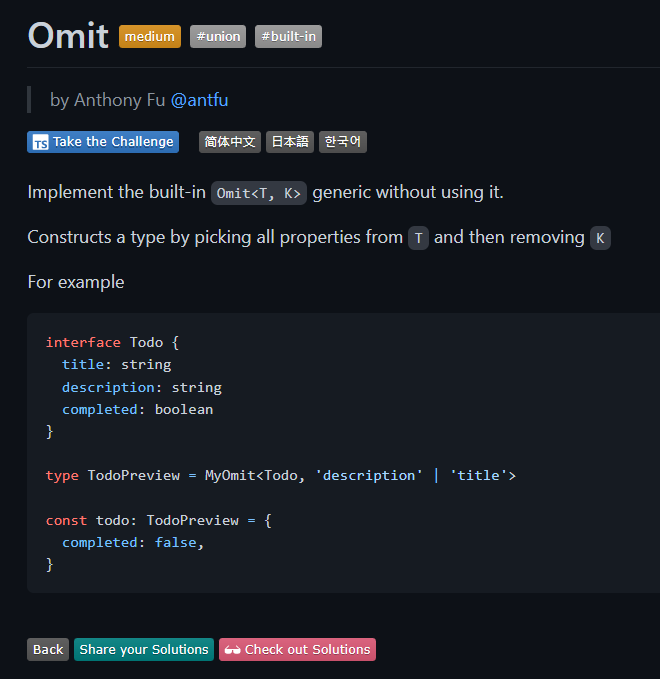 Omit medium #union #built-in
by Anthony Fu @antfu
TS Take the Challenge 简体中文 日本語 한국어
Implement the built-in Omit<T, K> generic without using it.
Constructs a type by picking all properties from T and then removing K
For example
interface Todo {
  title: string
  description: string
  completed: boolean
}
type TodoPreview = MyOmit<Todo, 'description' | 'title'>
const todo: TodoPreview = {
  completed: false,
}
Back Share your Solutions Check out Solutions